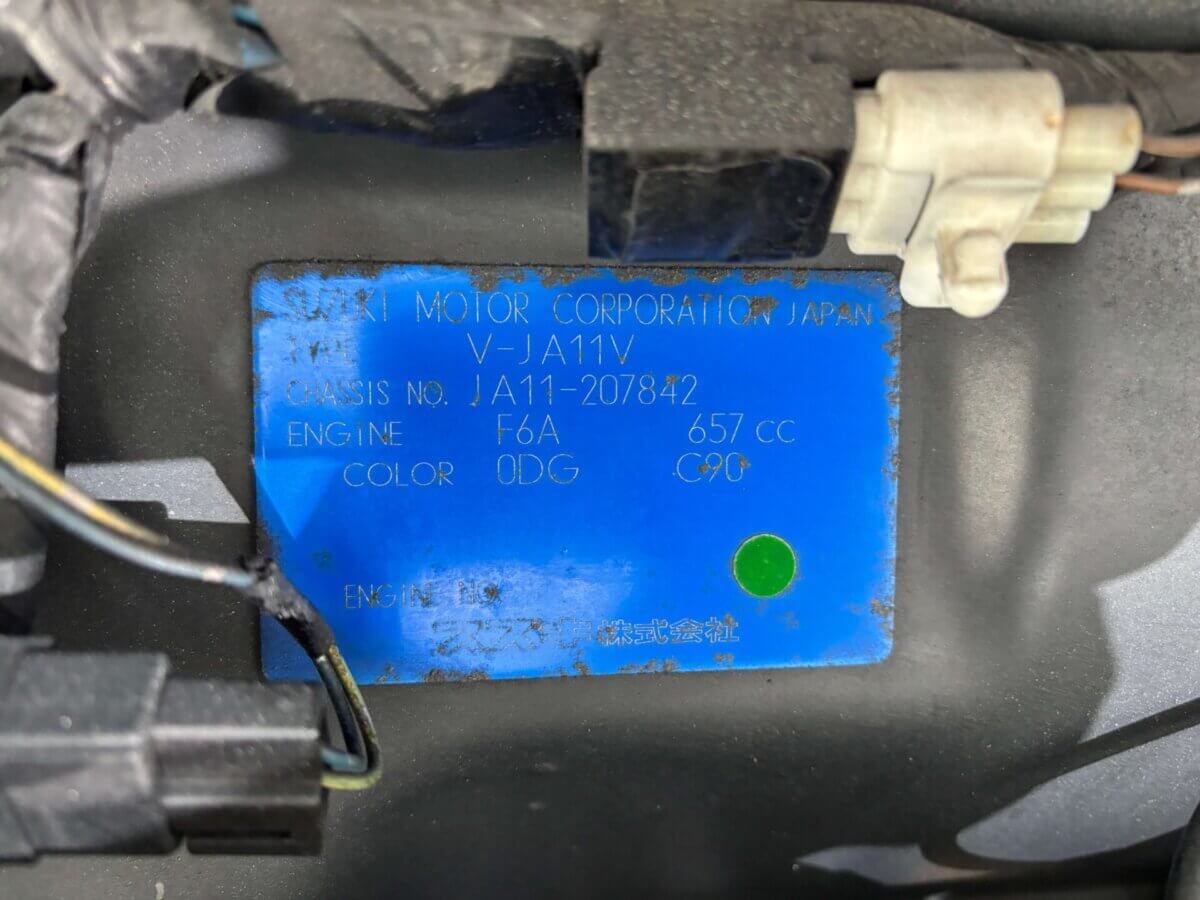 SUZUKI MOTOR CORPORATION JAPAN
TYPE V-JA11V
CHASSIS NO. JA11-207842
ENGINE F6A 657 cc
COLOR 0DG C90
ENGINE NO.
スズキ株式会社